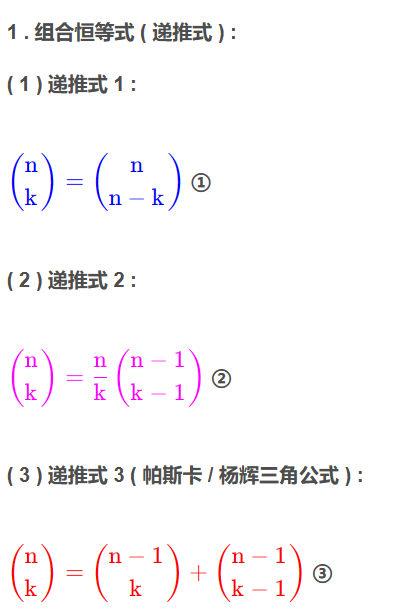 1 . 组合恒等式 ( 递推式 ) :
( 1 ) 递推式 1 :
\binom{n}{k} = \binom{n}{n-k} ①
( 2 ) 递推式 2 :
\binom{n}{k} = \frac{n}{k} \binom{n-1}{k-1} ②
( 3 ) 递推式 3 ( 帕斯卡 / 杨辉三角公式 ) :
\binom{n}{k} = \binom{n-1}{k} + \binom{n-1}{k-1} ③